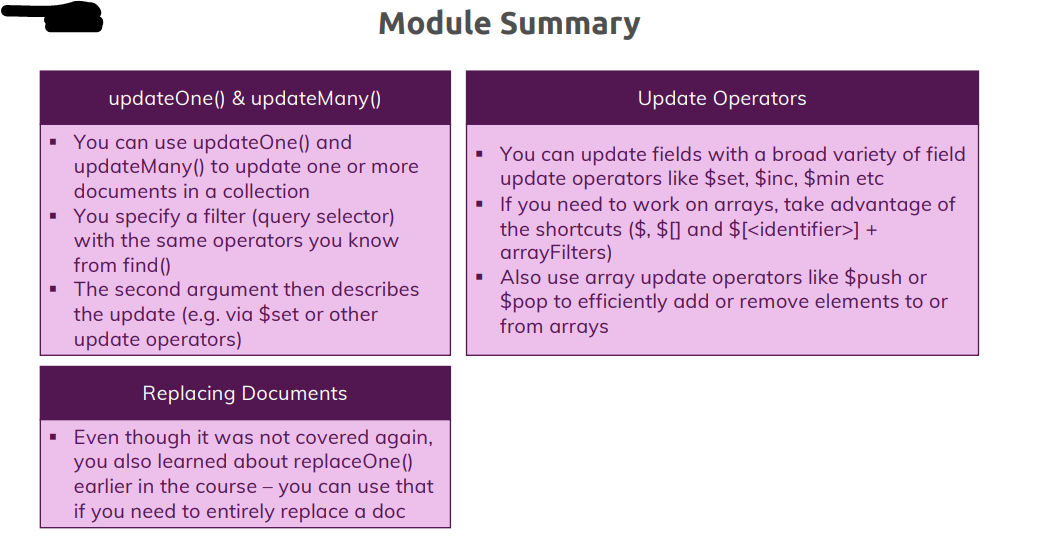 Module Summary
updateOne() & updateMany()
▪ You can use updateOne() and
updateMany() to update one or more
documents in a collection
▪ You specify a filter (query selector)
with the same operators you know
from find()
▪ The second argument then describes
the update (e.g. via $set or other
update operators)
Update Operators
▪ You can update fields with a broad variety of field
update operators like $set, $inc, $min etc
▪ If you need to work on arrays, take advantage of
the shortcuts ($, $[] and $[<identifier>] +
arrayFilters)
▪ Also use array update operators like $push or
$pop to efficiently add or remove elements to or
from arrays
Replacing Documents
▪ Even though it was not covered again,
you also learned about replaceOne()
earlier in the course – you can use that
if you need to entirely replace a doc